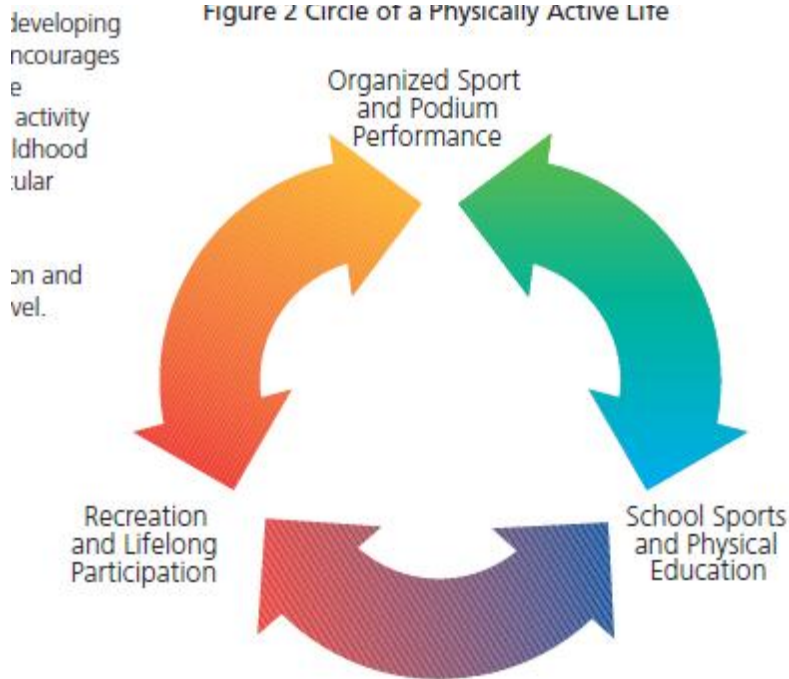 developing
ncourages
e
activity
ldhood
ular
on and
vel.
Figure 2 Circle of a Physically Active Life
Organized Sport
and Podium
Performance
Recreation
and Lifelong
Participation
School Sports
and Physical
Education